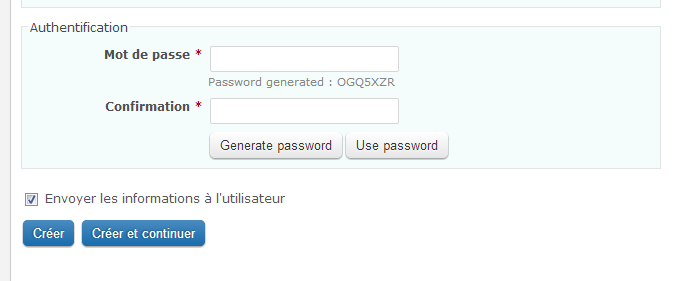 Authentification
Mot de passe *
Password generated : OGQ5XZR
Confirmation *
Generate password Use password
Envoyer les informations à l'utilisateur
Créer Créer et continuer